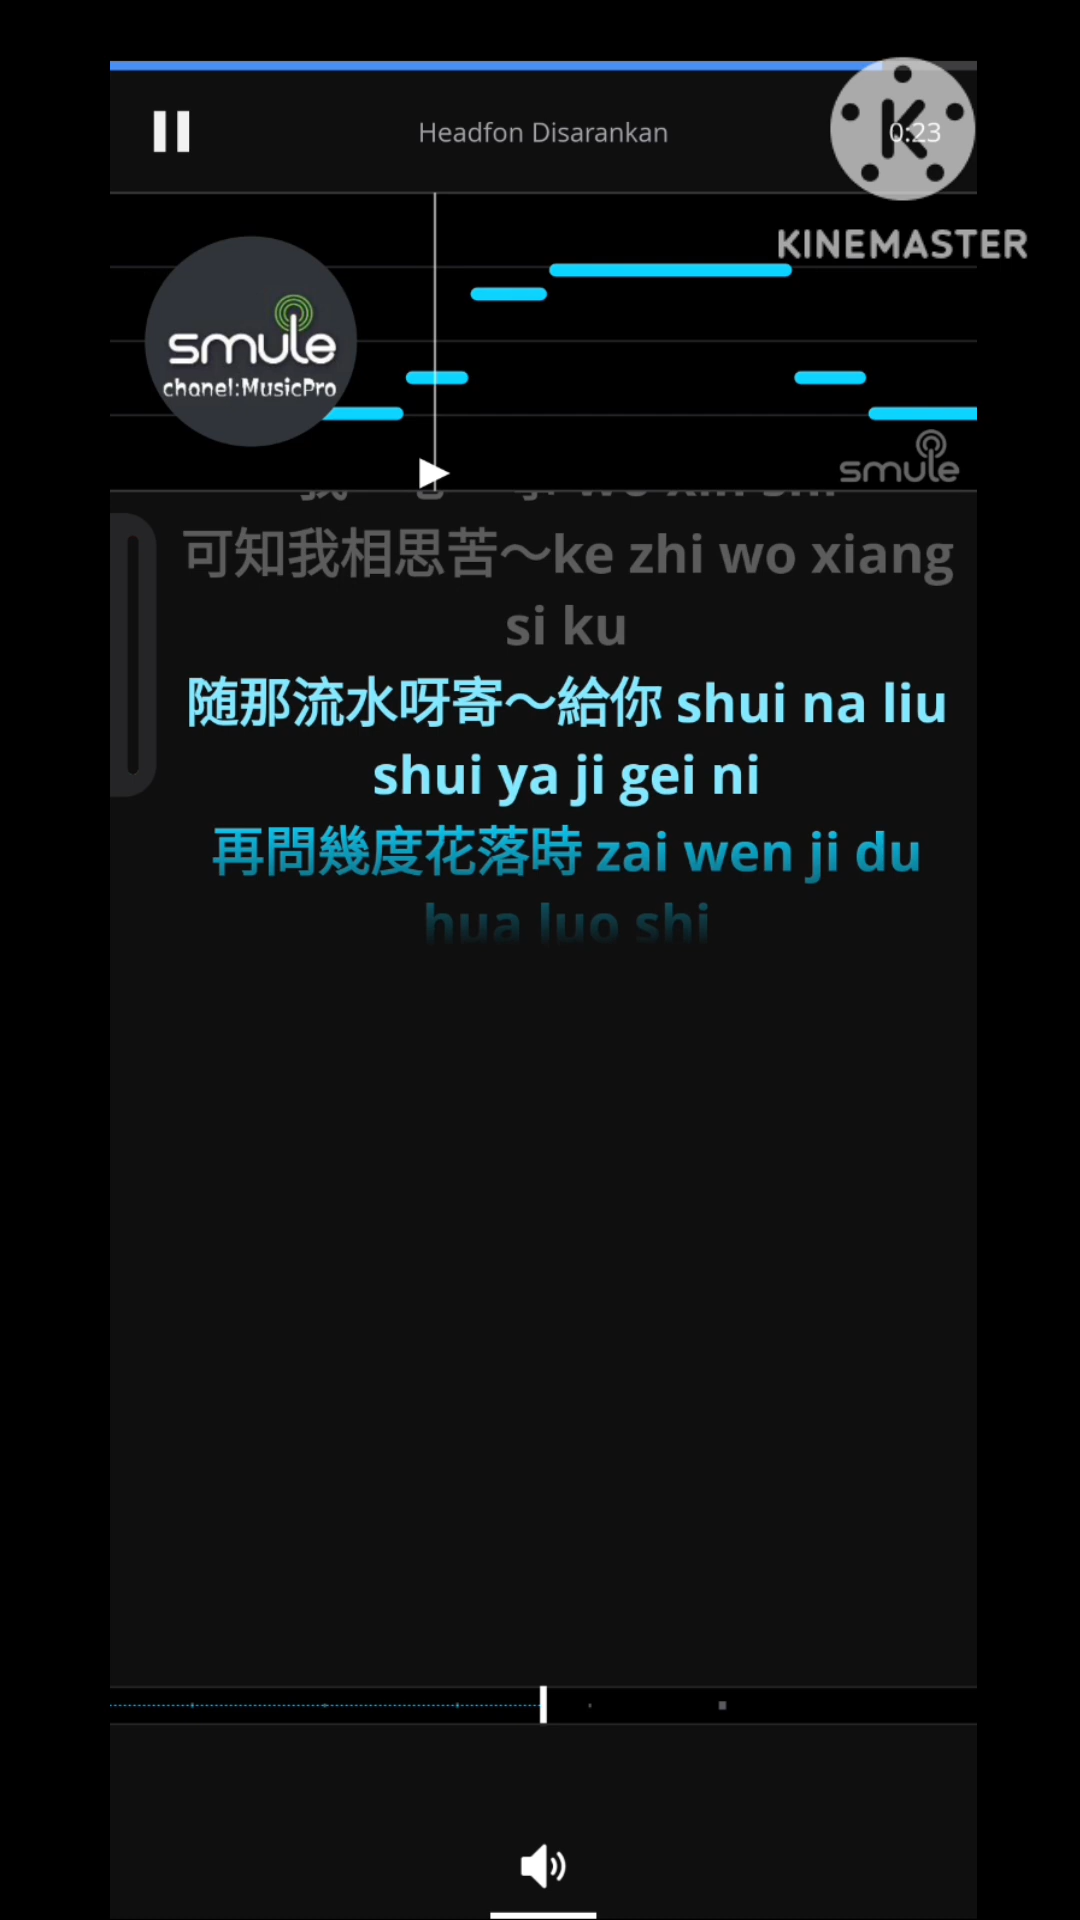 Headfon Disarankan
0:23
KINEMASTER
smule
chanel:MusicPro
smule
可知我相思苦～ke zhi wo xiang
si ku
随那流水呀寄～給你 shui na liu
shui ya ji gei ni
再問幾度花落時 zai wen ji du
hua luo shi